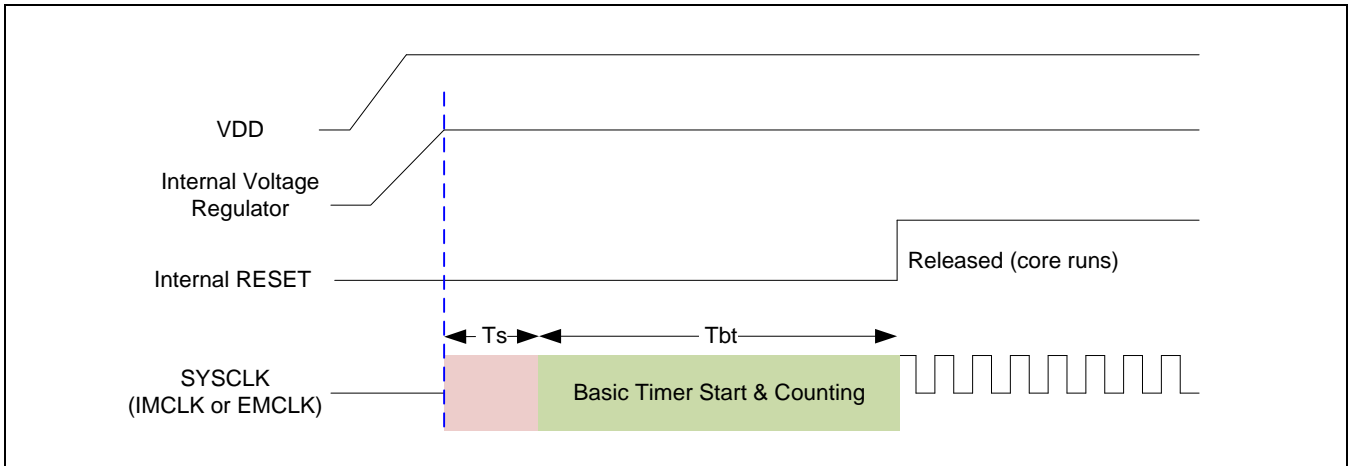 VDD
Internal Voltage
Regulator
Internal RESET
Released (core runs)
Ts
Tbt
SYSCLK
(IMCLK or EMCLK)
Basic Timer Start & Counting